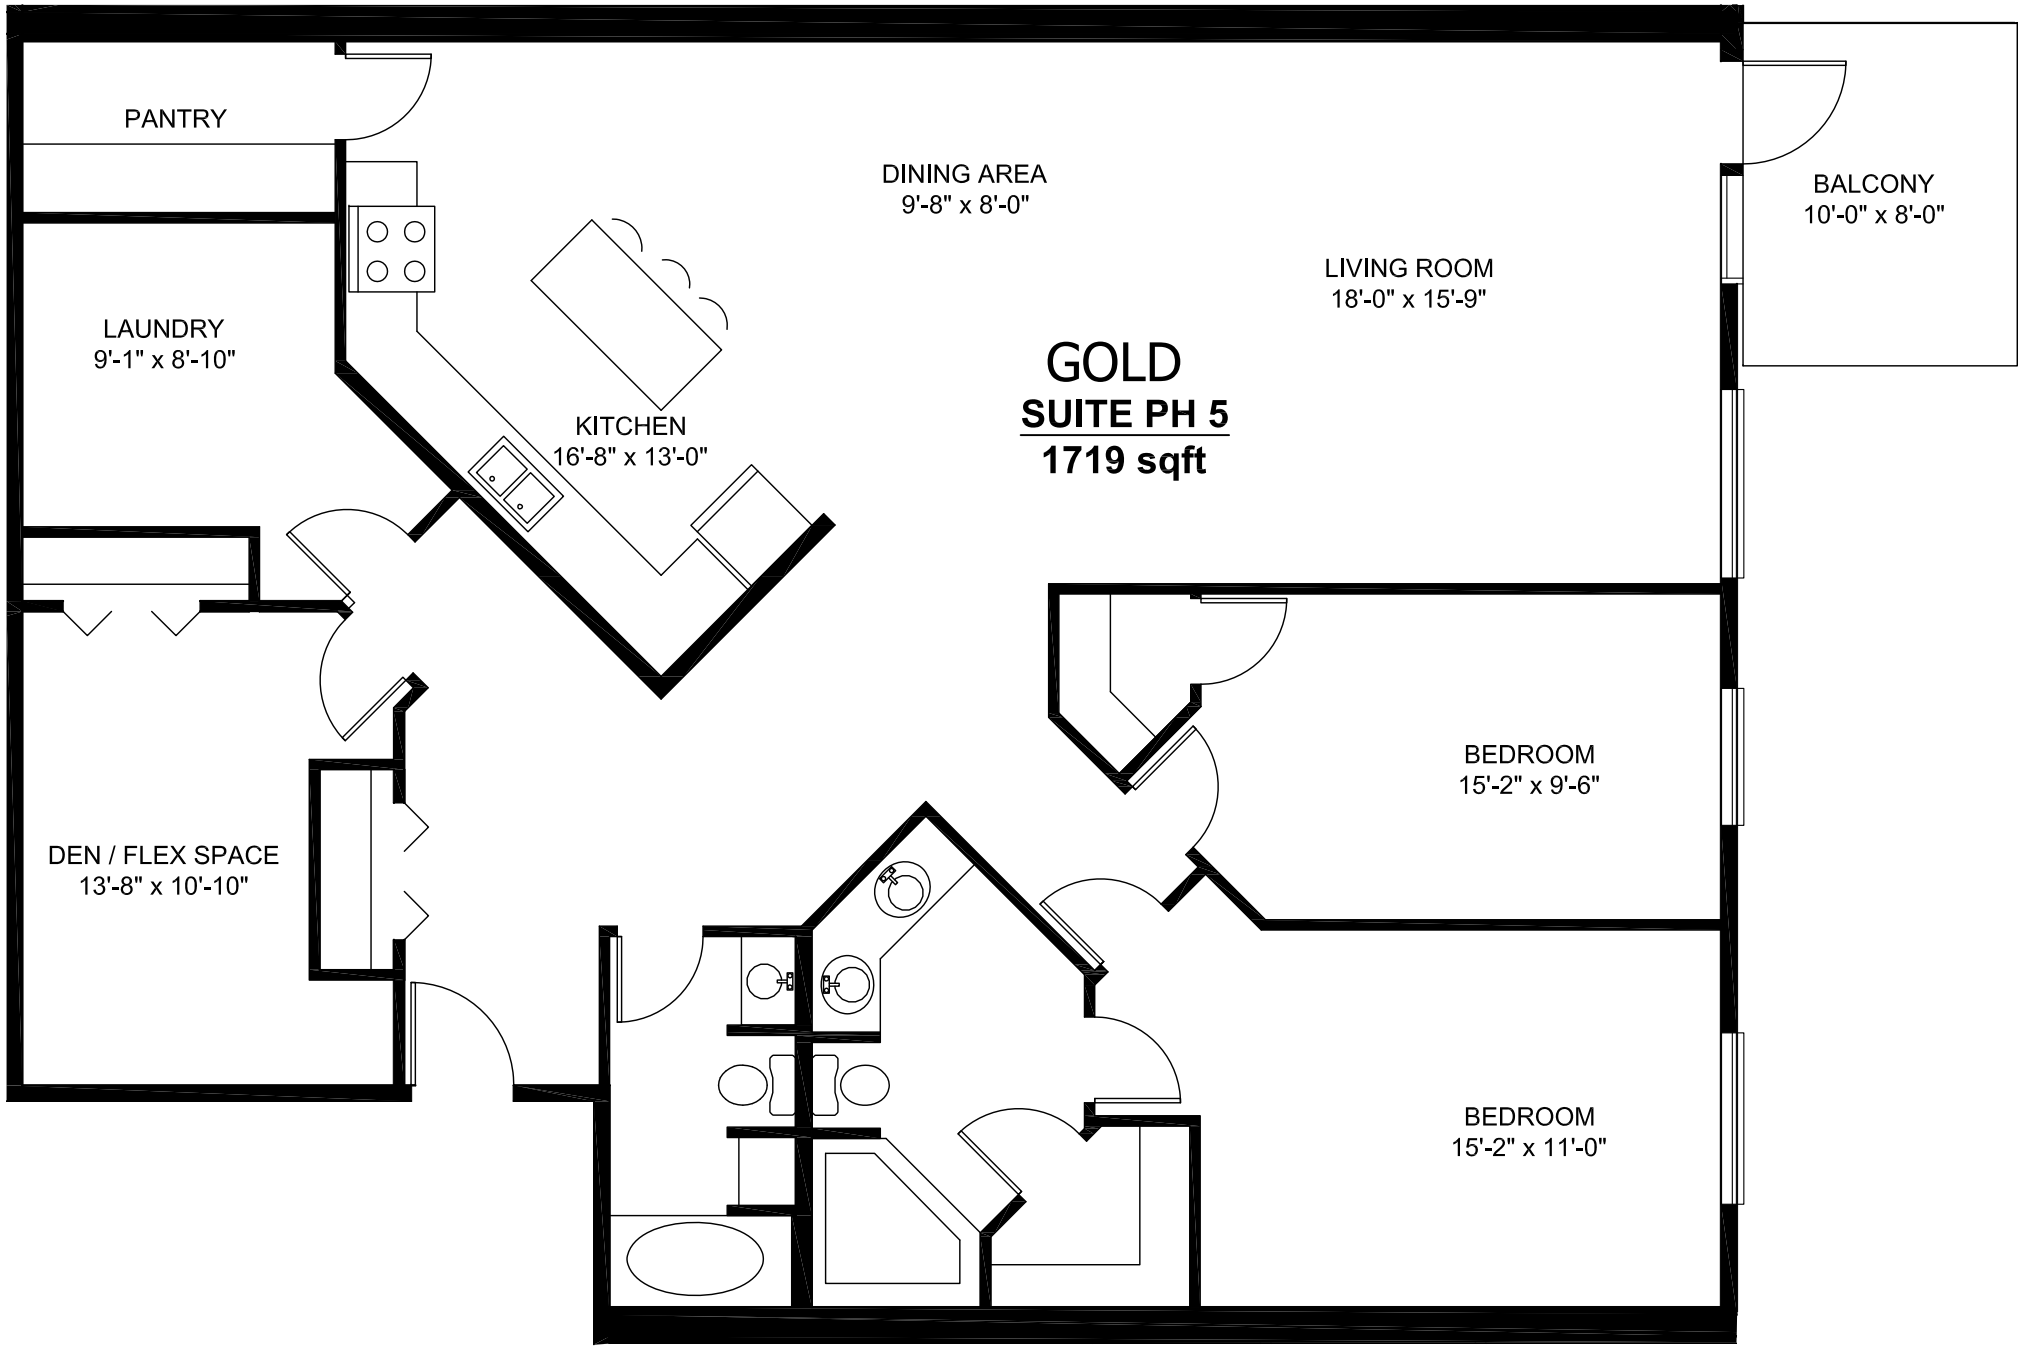 PANTRY
DINING AREA
9'-8" x 8'-0"
BALCONY
10'-0" x 8'-0"
LIVING ROOM
18'-0" x 15'-9"
LAUNDRY
9'-1" x 8'-10"
GOLD
SUITE PH 5
1719 sqft
KITCHEN
16'-8" x 13'-0"
BEDROOM
15'-2" x 9'-6"
DEN / FLEX SPACE
13'-8" x 10'-10"
BEDROOM
15'-2" x 11'-0"